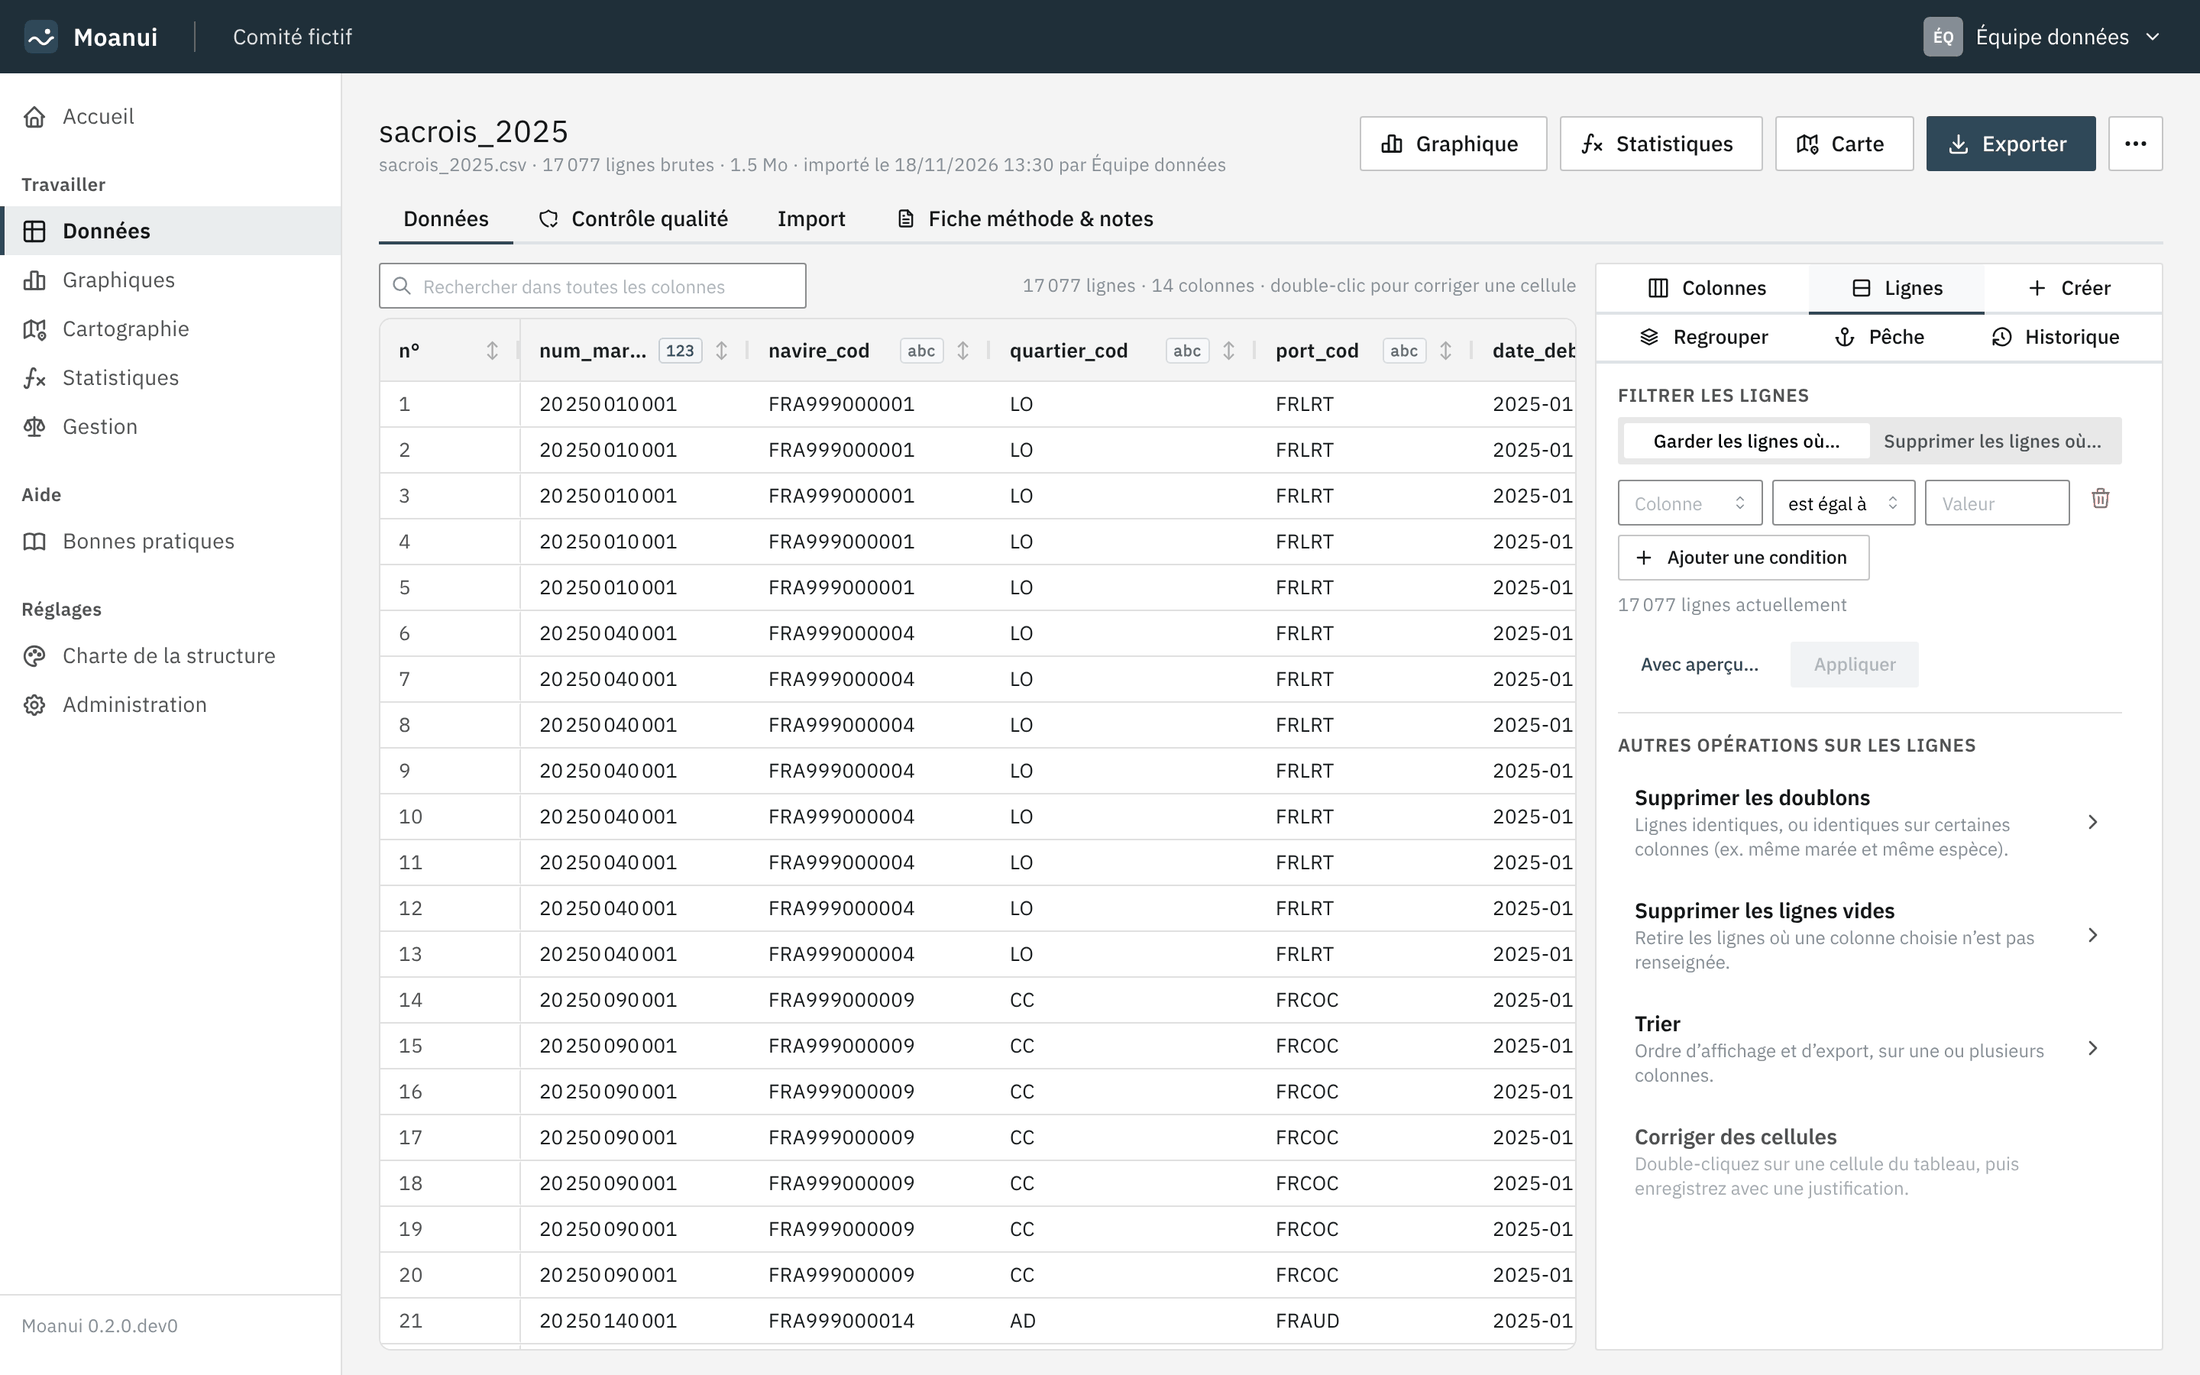 Moanui
Comité fictif
ÉQ Équipe données
Accueil
Travailler
Données
Graphiques
Cartographie
Statistiques
Gestion
Aide
Bonnes pratiques
Réglages
Charte de la structure
Administration
Moanui 0.2.0.dev0
sacrois_2025
sacrois_2025.csv · 17 077 lignes brutes · 1.5 Mo · importé le 18/11/2026 13:30 par Équipe données
Graphique
Statistiques
Carte
Exporter
Données
Contrôle qualité
Import
Fiche méthode & notes
Rechercher dans toutes les colonnes
17 077 lignes · 14 colonnes · double-clic pour corriger une cellule
n° num_mar... 123 navire_cod abc quartier_cod abc port_cod abc date_deb
1 20 250 010 001 FRA999000001 LO FRLRT 2025-01
2 20 250 010 001 FRA999000001 LO FRLRT 2025-01
3 20 250 010 001 FRA999000001 LO FRLRT 2025-01
4 20 250 010 001 FRA999000001 LO FRLRT 2025-01
5 20 250 010 001 FRA999000001 LO FRLRT 2025-01
6 20 250 040 001 FRA999000004 LO FRLRT 2025-01
7 20 250 040 001 FRA999000004 LO FRLRT 2025-01
8 20 250 040 001 FRA999000004 LO FRLRT 2025-01
9 20 250 040 001 FRA999000004 LO FRLRT 2025-01
10 20 250 040 001 FRA999000004 LO FRLRT 2025-01
11 20 250 040 001 FRA999000004 LO FRLRT 2025-01
12 20 250 040 001 FRA999000004 LO FRLRT 2025-01
13 20 250 040 001 FRA999000004 LO FRLRT 2025-01
14 20 250 090 001 FRA999000009 CC FRCOC 2025-01
15 20 250 090 001 FRA999000009 CC FRCOC 2025-01
16 20 250 090 001 FRA999000009 CC FRCOC 2025-01
17 20 250 090 001 FRA999000009 CC FRCOC 2025-01
18 20 250 090 001 FRA999000009 CC FRCOC 2025-01
19 20 250 090 001 FRA999000009 CC FRCOC 2025-01
20 20 250 090 001 FRA999000009 CC FRCOC 2025-01
21 20 250 140 001 FRA999000014 AD FRAUD 2025-01
Colonnes
Lignes
Créer
Regrouper
Pêche
Historique
FILTRER LES LIGNES
Garder les lignes où...
Supprimer les lignes où...
Colonne est égal à Valeur
Ajouter une condition
17 077 lignes actuellement
Avec aperçu...
Appliquer
AUTRES OPÉRATIONS SUR LES LIGNES
Supprimer les doublons
Lignes identiques, ou identiques sur certaines
colonnes (ex. même marée et même espèce).
Supprimer les lignes vides
Retire les lignes où une colonne choisie n’est pas
renseignée.
Trier
Ordre d’affichage et d’export, sur une ou plusieurs
colonnes.
Corriger des cellules
Double-cliquez sur une cellule du tableau, puis
enregistrez avec une justification.